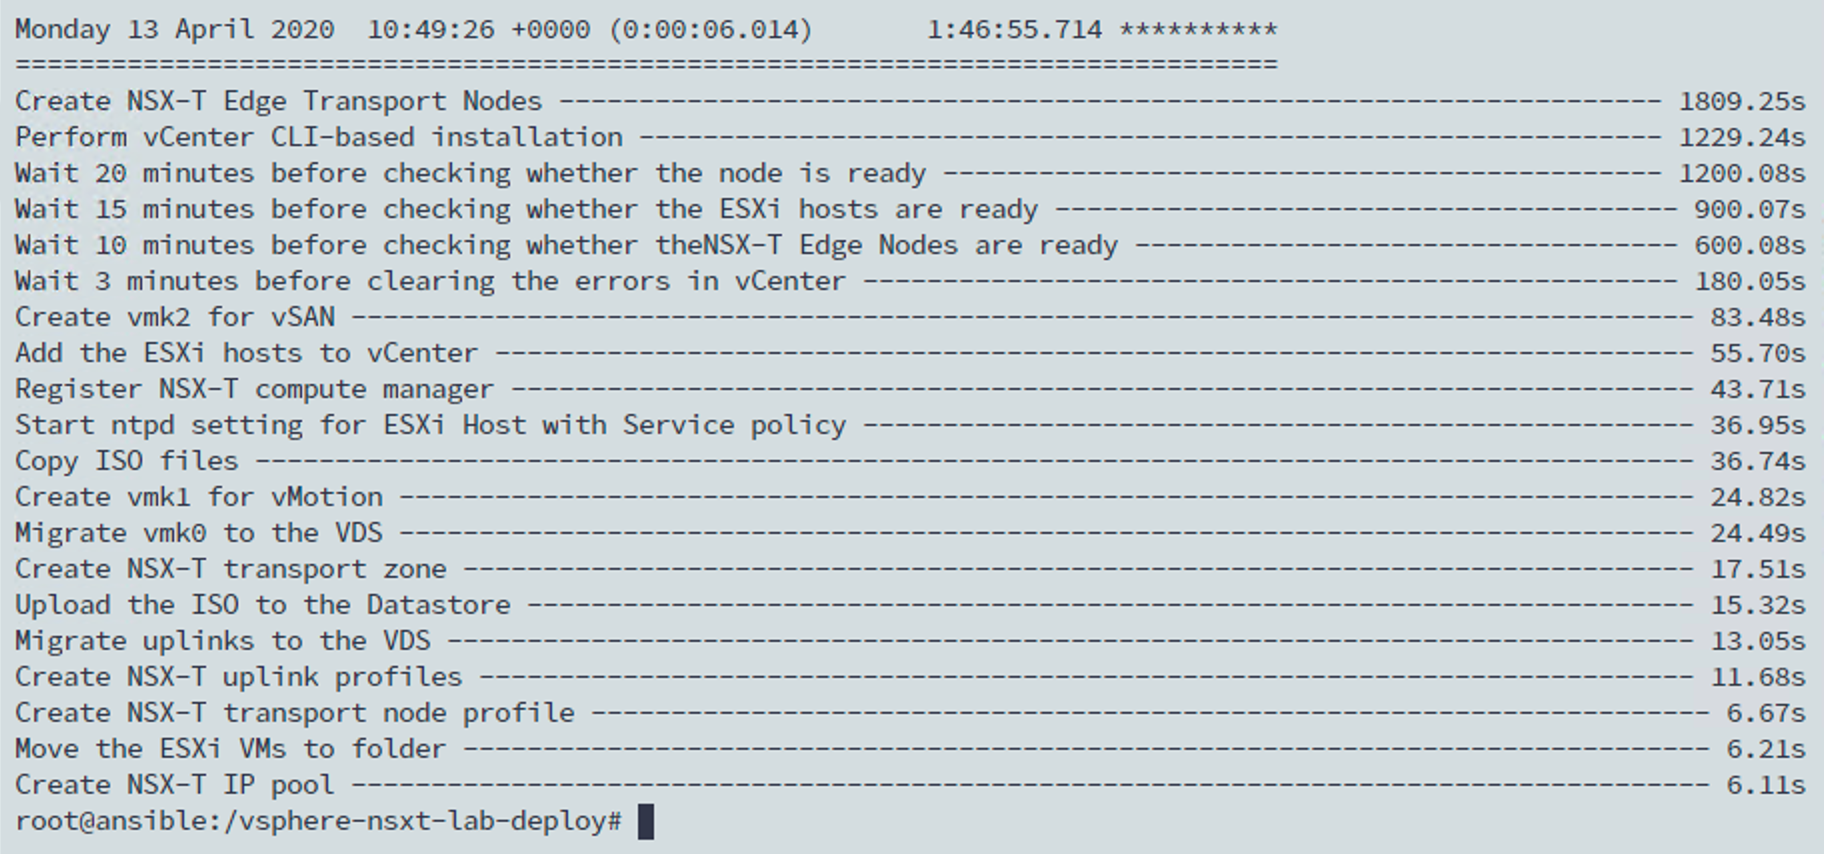 Monday 13 April 2020  10:49:26 +0000 (0:00:06.014)       1:46:55.714 **********
===============================================================================
Create NSX-T Edge Transport Nodes --------------------------------------------------------------------- 1809.25s
Perform vCenter CLI-based installation ---------------------------------------------------------------- 1229.24s
Wait 20 minutes before checking whether the node is ready --------------------------------------------- 1200.08s
Wait 15 minutes before checking whether the ESXi hosts are ready --------------------------------------- 900.07s
Wait 10 minutes before checking whether theNSX-T Edge Nodes are ready ---------------------------------- 600.08s
Wait 3 minutes before clearing the errors in vCenter --------------------------------------------------- 180.05s
Create vmk2 for vSAN ------------------------------------------------------------------------------------ 83.48s
Add the ESXi hosts to vCenter --------------------------------------------------------------------------- 55.70s
Register NSX-T compute manager -------------------------------------------------------------------------- 43.71s
Start ntpd setting for ESXi Host with Service policy ---------------------------------------------------- 36.95s
Copy ISO files ------------------------------------------------------------------------------------------ 36.74s
Create vmk1 for vMotion --------------------------------------------------------------------------------- 24.82s
Migrate vmk0 to the VDS --------------------------------------------------------------------------------- 24.49s
Create NSX-T transport zone ----------------------------------------------------------------------------- 17.51s
Upload the ISO to the Datastore ------------------------------------------------------------------------- 15.32s
Migrate uplinks to the VDS ------------------------------------------------------------------------------ 13.05s
Create NSX-T uplink profiles ---------------------------------------------------------------------------- 11.68s
Create NSX-T transport node profile ---------------------------------------------------------------------- 6.67s
Move the ESXi VMs to folder ------------------------------------------------------------------------------ 6.21s
Create NSX-T IP pool ------------------------------------------------------------------------------------- 6.11s
root@ansible:/vsphere-nsxt-lab-deploy#